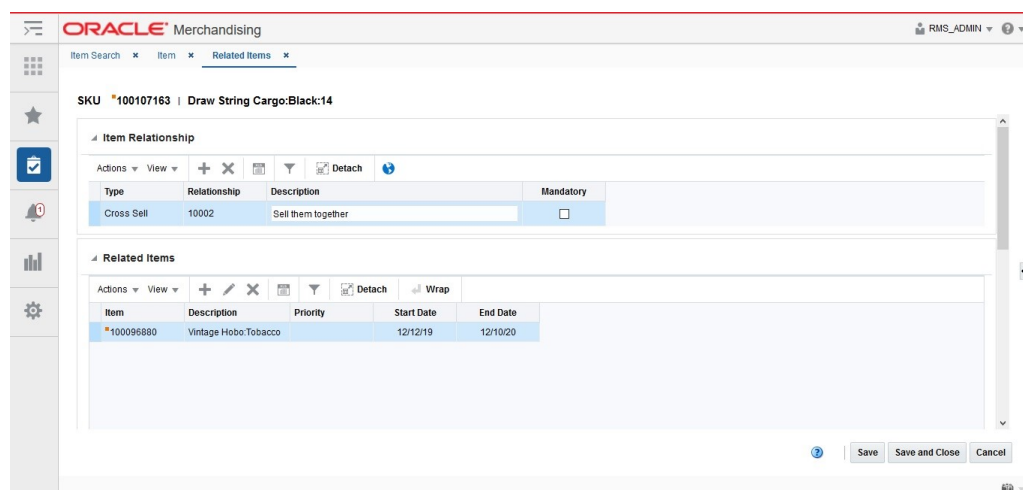 ORACLE® Merchandising
RMS_ADMIN
Item Search Item Related Items
SKU 100107163 | Draw String Cargo:Black:14
Item Relationship
Actions View Detach
Type Relationship Description Mandatory
Cross Sell 10002 Sell them together
1
Related Items
Actions View Detach Wrap
Item Description Priority Start Date End Date
100096880 Vintage Hobo:Tobacco 12/12/19 12/10/20
Save Save and Close Cancel